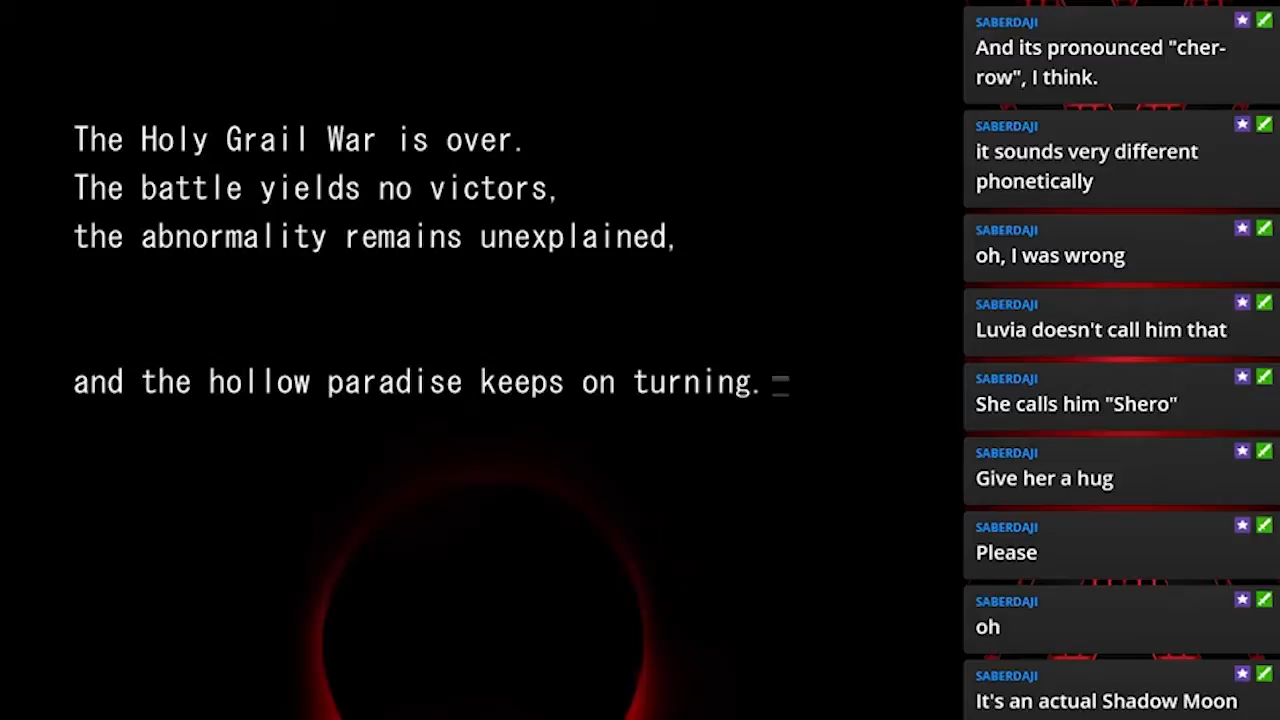 The Holy Grail War is over.
The battle yields no victors,
the abnormality remains unexplained,
and the hollow paradise keeps on turning.
SABERDAJI
And its pronounced "cher-
row", I think.
SABERDAJI
it sounds very different
phonetically
SABERDAJI
oh, I was wrong
SABERDAJI
Luvia doesn't call him that
SABERDAJI
She calls him "Shero"
SABERDAJI
Give her a hug
SABERDAJI
Please
SABERDAJI
oh
SABERDAJI
It's an actual Shadow Moon